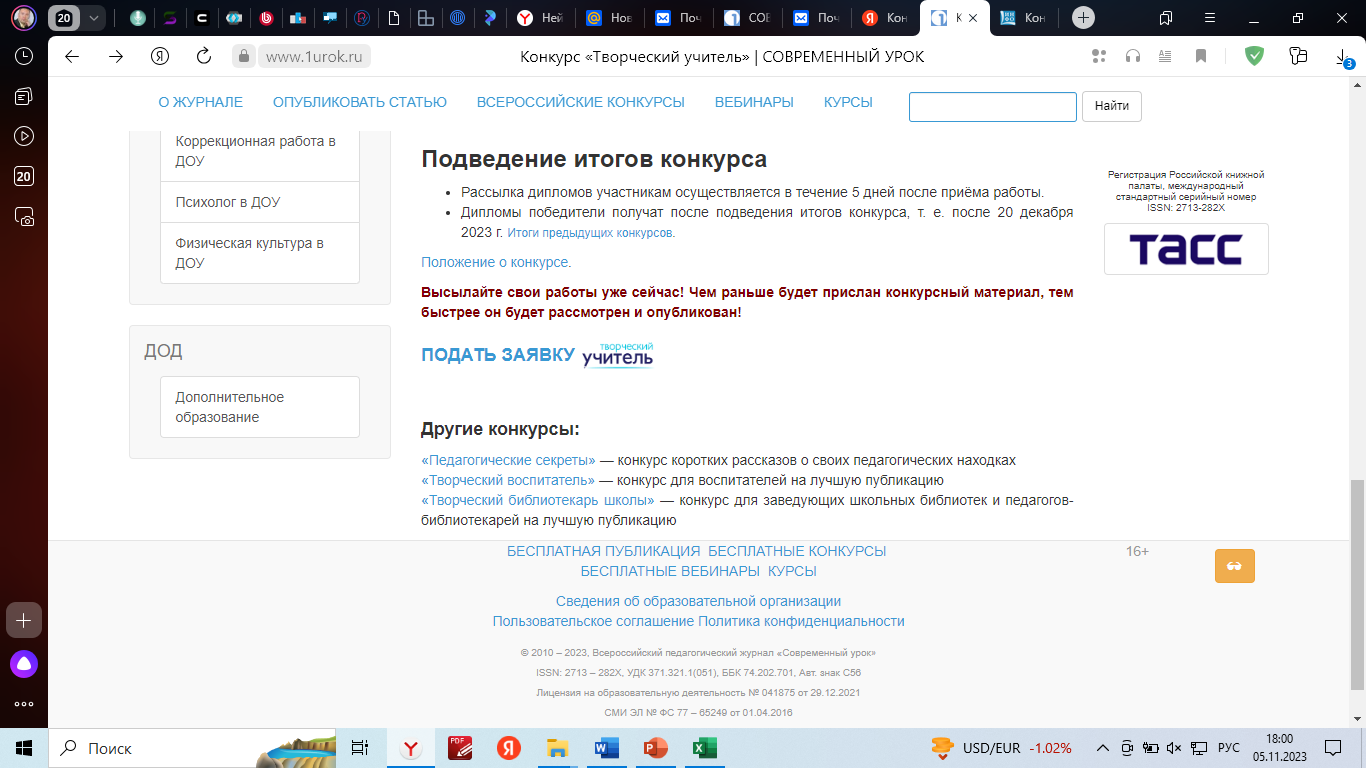 20
Ней
Нов
Поч
СОВ
Поч
Кон
К
Кон
www.1urok.ru
Конкурс «Творческий учитель» | СОВРЕМЕННЫЙ УРОК
3
О ЖУРНАЛЕ ОПУБЛИКОВАТЬ СТАТЬЮ ВСЕРОССИЙСКИЕ КОНКУРСЫ ВЕБИНАРЫ КУРСЫ Найти
20
Коррекционная работа в
ДОУ
Психолог в ДОУ
Физическая культура в
ДОУ
ДОД
Дополнительное
образование
Подведение итогов конкурса
• Рассылка дипломов участникам осуществляется в течение 5 дней после приёма работы.
• Дипломы победители получат после подведения итогов конкурса, т. е. после 20 декабря
2023 г. Итоги предыдущих конкурсов.
Положение о конкурсе.
Высылайте свои работы уже сейчас! Чем раньше будет прислан конкурсный материал, тем
быстрее он будет рассмотрен и опубликован!
ПОДАТЬ ЗАЯВКУ творческий
учитель
Другие конкурсы:
«Педагогические секреты» — конкурс коротких рассказов о своих педагогических находках
«Творческий воспитатель» — конкурс для воспитателей на лучшую публикацию
«Творческий библиотекарь школы» — конкурс для заведующих школьных библиотек и педагогов-
библиотекарей на лучшую публикацию
Регистрация Российской книжной
палаты, международный
стандартный серийный номер
ISSN: 2713-282X
ТАСС
БЕСПЛАТНАЯ ПУБЛИКАЦИЯ БЕСПЛАТНЫЕ КОНКУРСЫ
БЕСПЛАТНЫЕ ВЕБИНАРЫ КУРСЫ
16+
Сведения об образовательной организации
Пользовательское соглашение Политика конфиденциальности
© 2010 – 2023, Всероссийский педагогический журнал «Современный урок»
ISSN: 2713 – 282X, УДК 371.321.1(051), ББК 74.202.701, Авт. знак С56
Лицензия на образовательную деятельность № 041875 от 29.12.2021
СМИ ЭЛ № ФС 77 – 65249 от 01.04.2016
Поиск
PDF
USD/EUR -1.02%
РУС
18:00
05.11.2023